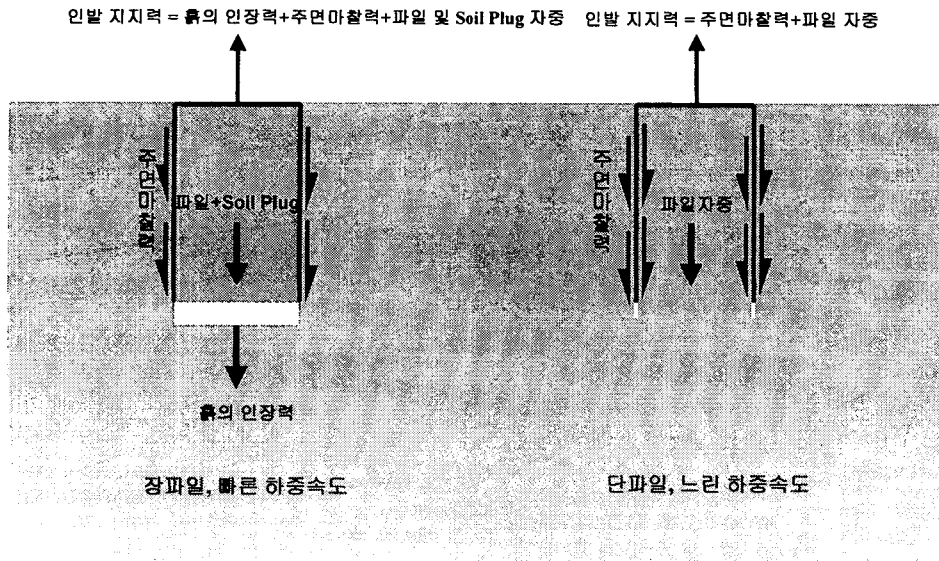 인발 지지력 = 흙의 인장력+주면마찰력+파일 및 Soil Plug 자중
인발 지지력 = 주면마찰력+파일 자중
주면마찰력
파일+Soil Plug
주면마찰력
파일자중
흙의 인장력
장파일, 빠른 하중속도
단파일, 느린 하중속도